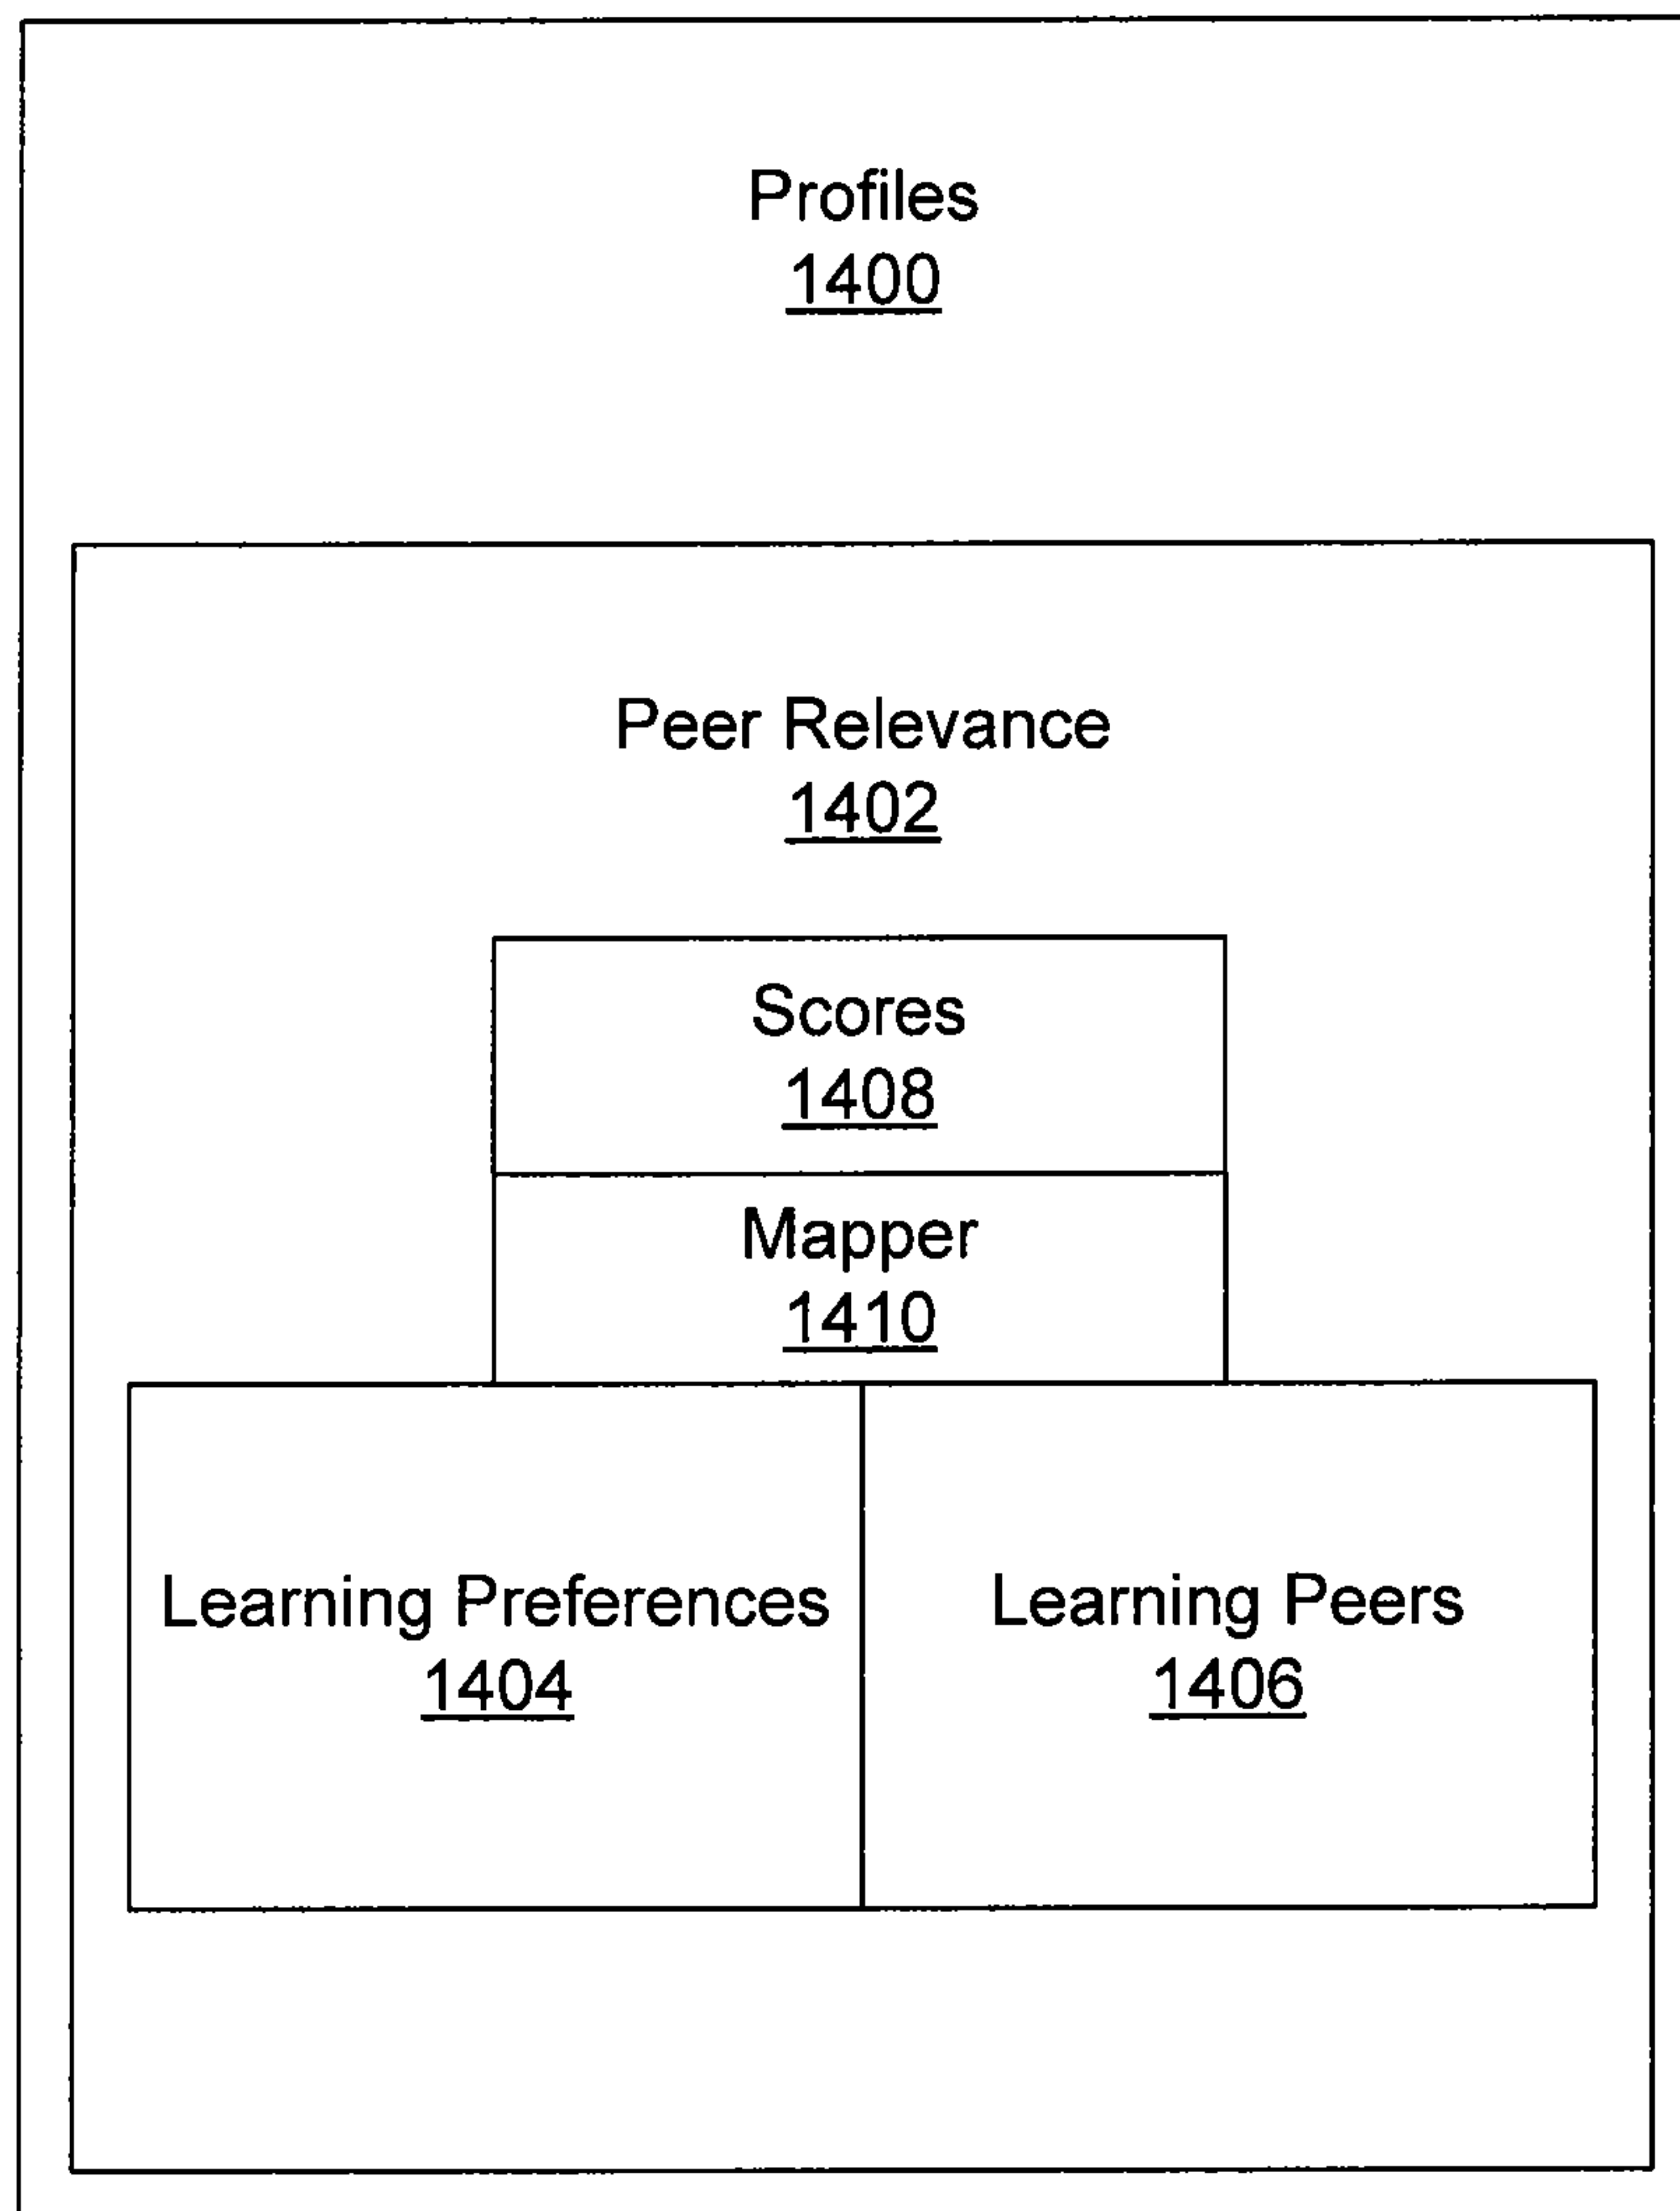 Profiles
1400
Peer Relevance
1402
Scores
1408
Mapper
1410
Learning Preferences
1404
Learning Peers
1406